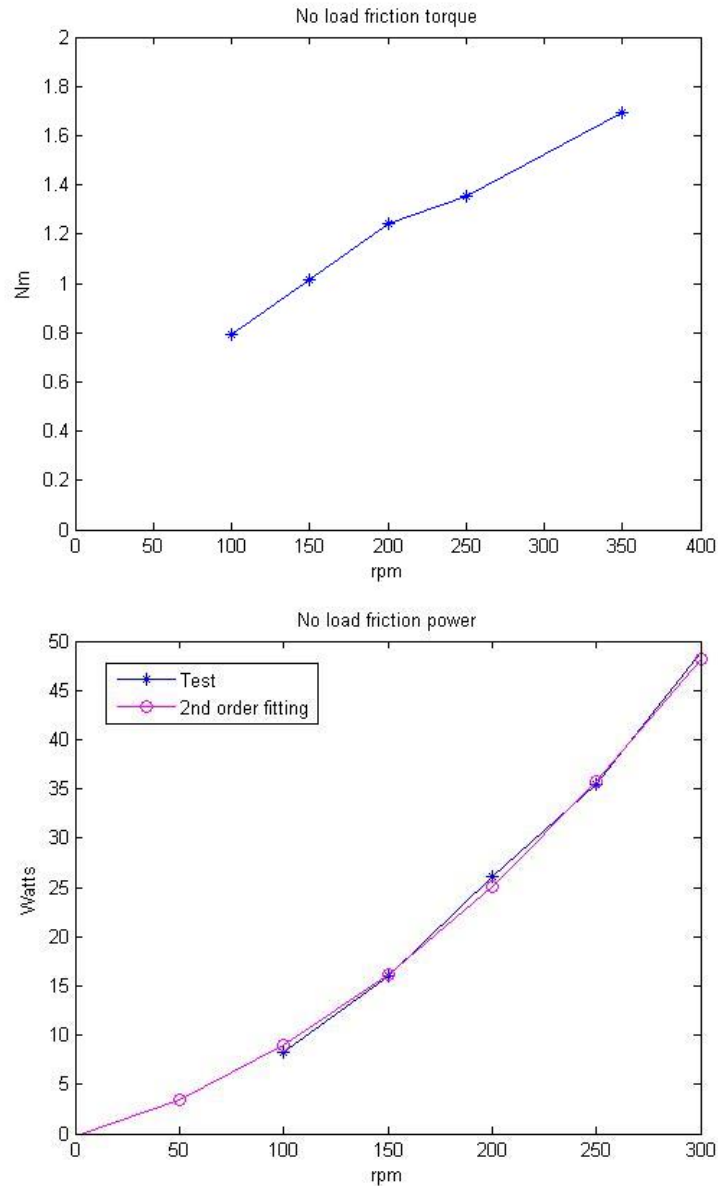 No load friction torque
2
1.8
1.6
1.4
1.2
1
0.8
0.6
0.4
0.2
0
Nm
0 50 100 150 200 250 300 350 400
rpm
No load friction power
50
45
40
35
30
25
20
15
10
5
0
Test
2nd order fitting
Watts
0 50 100 150 200 250 300
rpm